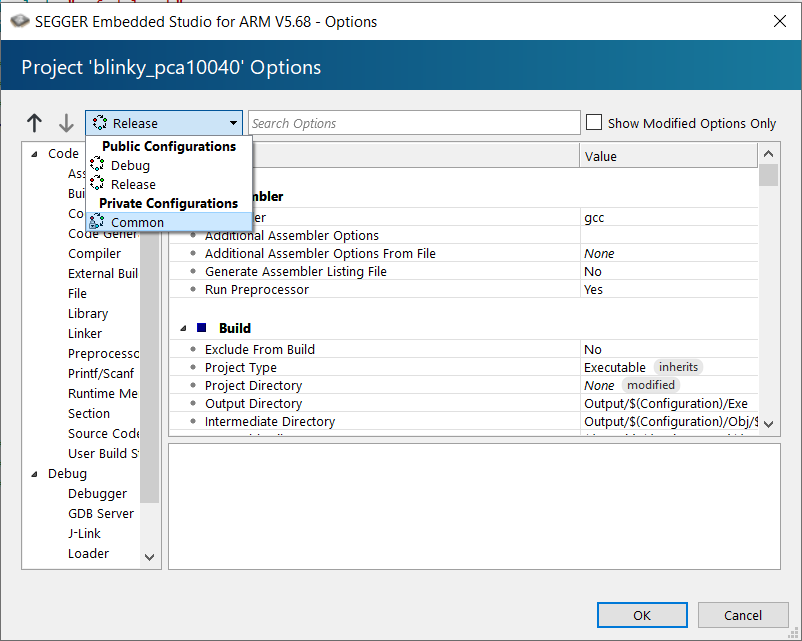 SEGGER Embedded Studio for ARM V5.68 - Options
Project 'blinky_pca10040' Options
Release
Search Options
Show Modified Options Only
Public Configurations
Debug
Release
Private Configurations
Common
Code
Ass
Bui
Co
Code Gener
Compiler
External Buil
File
Library
Linker
Preprocesso
Printf/Scanf
Runtime Me
Section
Source Code
User Build S
Debug
Debugger
GDB Server
J-Link
Loader
Value
mbler
er gcc
Additional Assembler Options
Additional Assembler Options From File None
Generate Assembler Listing File No
Run Preprocessor Yes
Build
Exclude From Build No
Project Type Executable inherits
Project Directory None modified
Output Directory Output/$(Configuration)/Exe
Intermediate Directory Output/$(Configuration)/Obj/$
OK Cancel